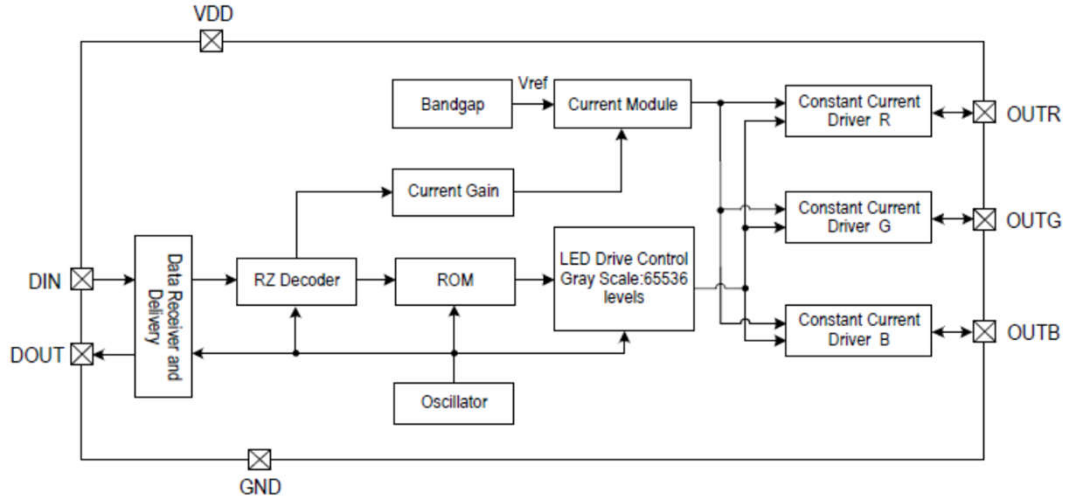 VDD
Vref
Bandgap
Current Module
Constant Current
Driver R
OUTR
Current Gain
Constant Current
Driver G
OUTG
DIN
Data Receiver and
Delivery
RZ Decoder
ROM
LED Drive Control
Gray Scale:65536
levels
Constant Current
Driver B
OUTB
DOUT
Oscillator
GND